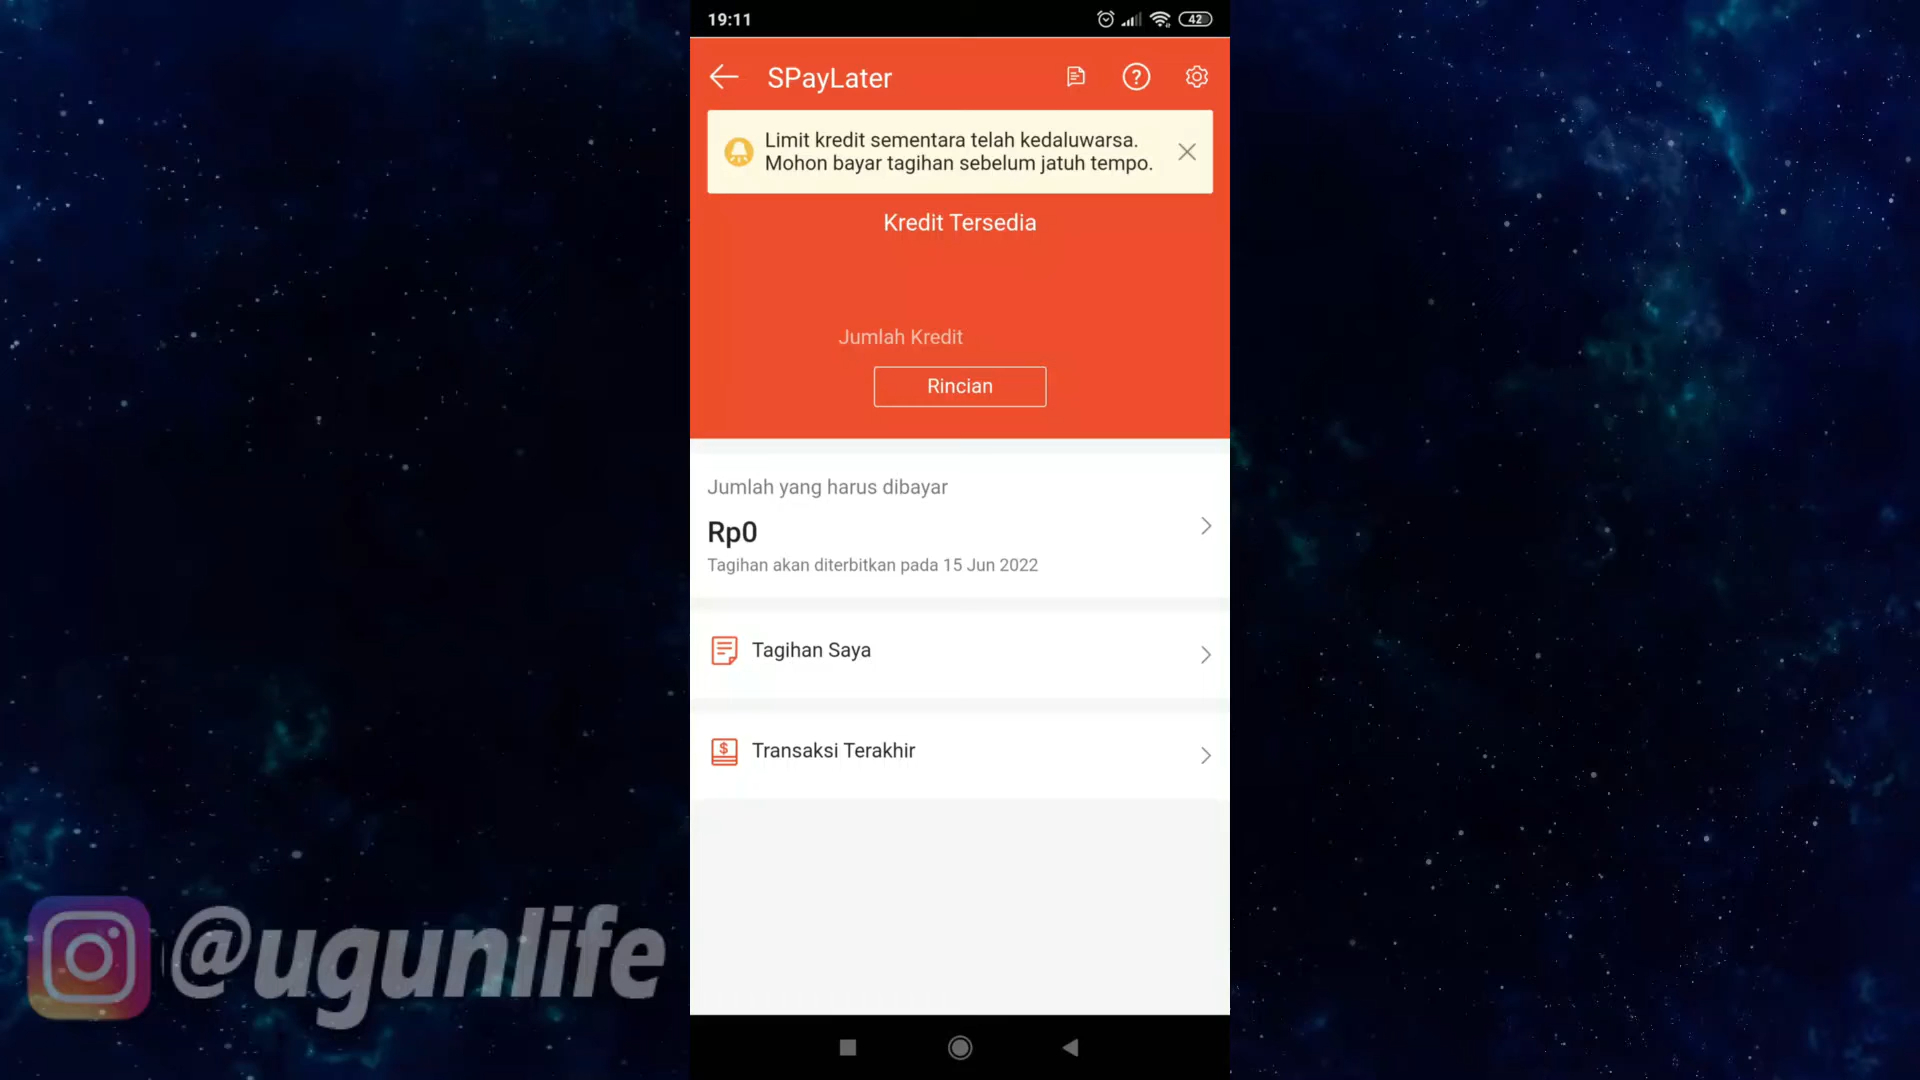 19:11
42
SPayLater
Limit kredit sementara telah kedaluwarsa.
Mohon bayar tagihan sebelum jatuh tempo.
Kredit Tersedia
Jumlah Kredit
Rincian
Jumlah yang harus dibayar
Rp0
Tagihan akan diterbitkan pada 15 Jun 2022
Tagihan Saya
Transaksi Terakhir
@ugunlife